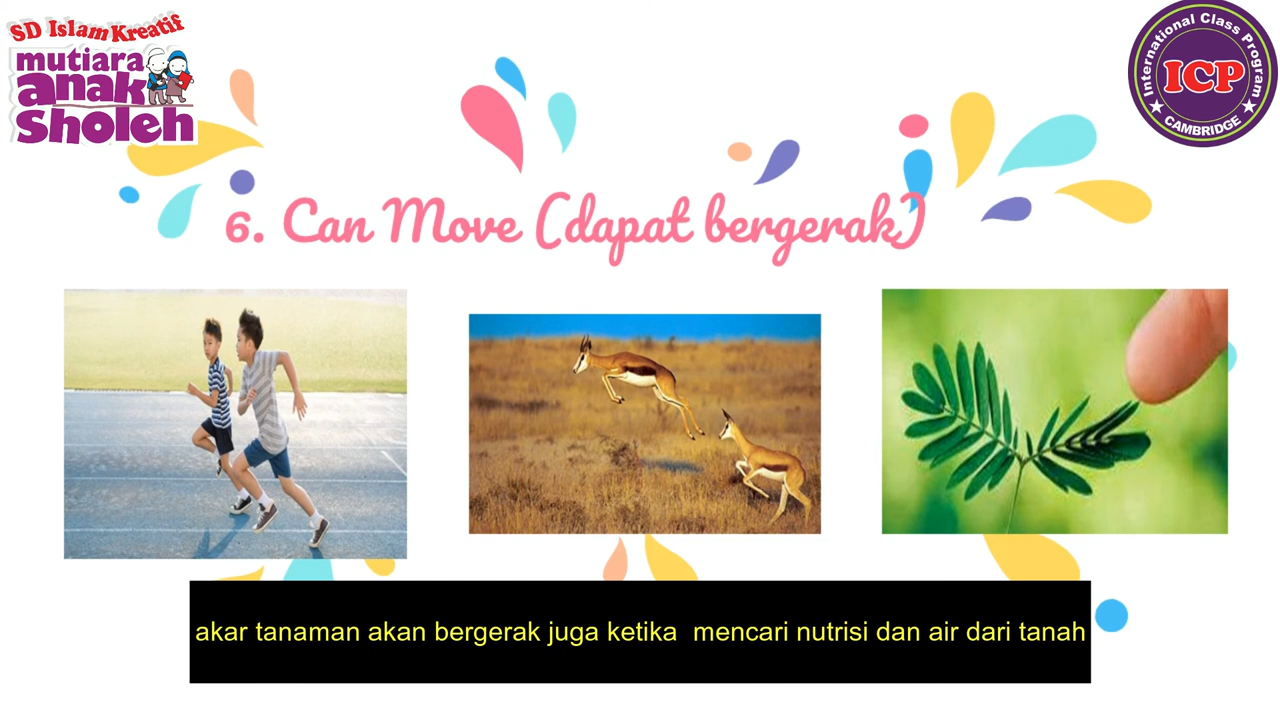 SD Islam Kreatif
mutiara
anak
Sholeh
International Class Program
ICP
CAMBRIDGE
6. Can Move (dapat bergerak)
akar tanaman akan bergerak juga ketika  mencari nutrisi dan air dari tanah